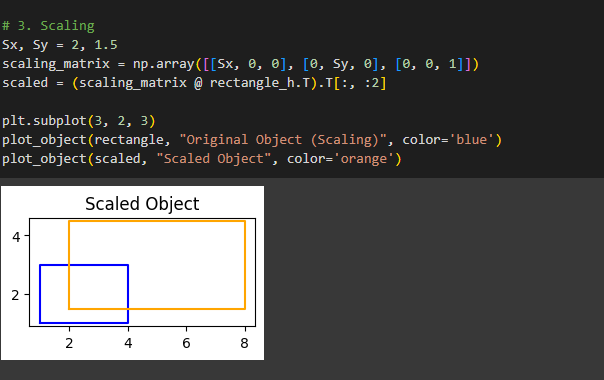 # 3. Scaling
Sx, Sy = 2, 1.5
scaling_matrix = np.array([[Sx, 0, 0], [0, Sy, 0], [0, 0, 1]])
scaled = (scaling_matrix @ rectangle_h.T).T[:, :2]
plt.subplot(3, 2, 3)
plot_object(rectangle, "Original Object (Scaling)", color='blue')
plot_object(scaled, "Scaled Object", color='orange')
Scaled Object
4
2
2 4 6 8